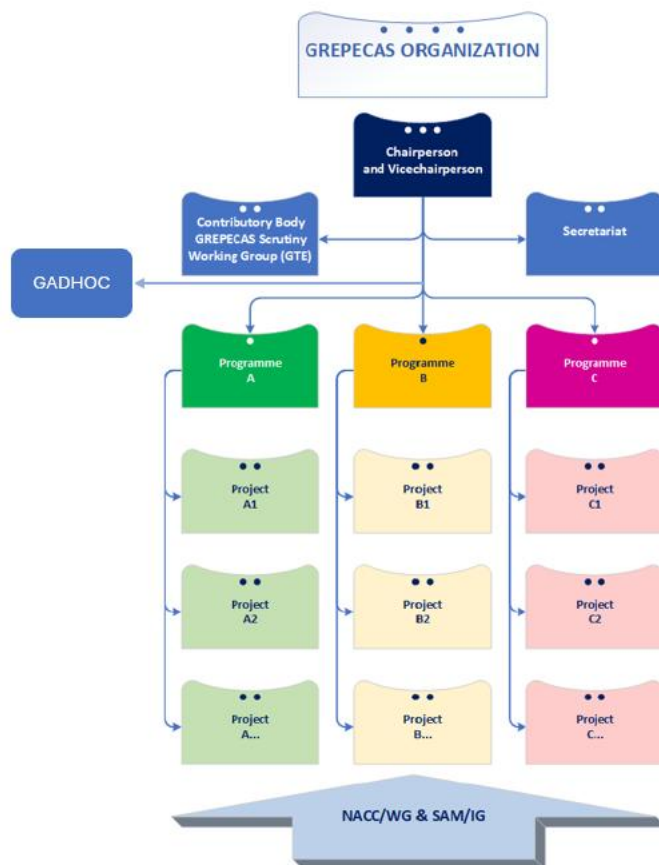 GREPECAS ORGANIZATION
Chairperson
and Vicechairperson
Contributory Body
GREPECAS Scrutiny
Working Group (GTE)
Secretariat
GADHOC
Programme
A
Programme
B
Programme
C
Project
A1
Project
B1
Project
C1
Project
A2
Project
B2
Project
C2
Project
A...
Project
B...
Project
C...
NACC/WG & SAM/IG